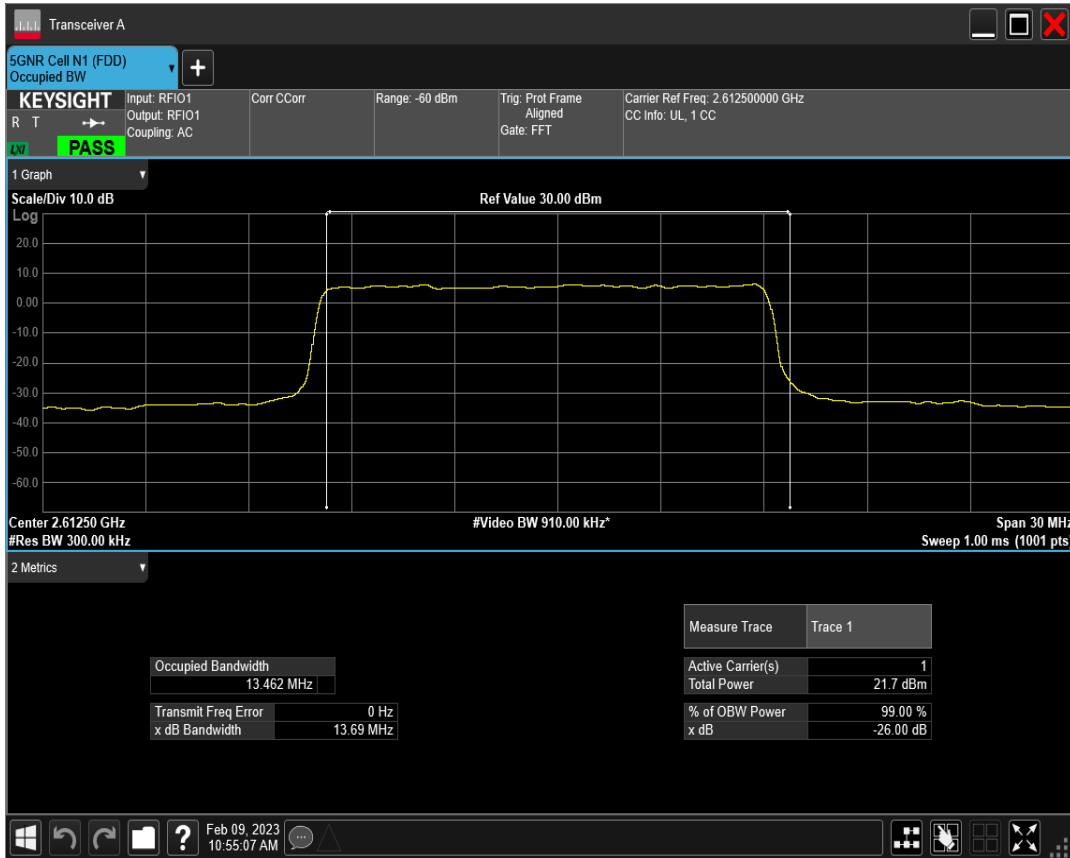 Transceiver A
5GNR Cell N1 (FDD)
Occupied BW
+
KEYSIGHT
R T
LXI
PASS
Input: RFIO1
Output: RFIO1
Coupling: AC
Corr CCorr
Range: -60 dBm
Trig: Prot Frame
Aligned
Gate: FFT
Carrier Ref Freq: 2.612500000 GHz
CC Info: UL, 1 CC
1 Graph
Scale/Div 10.0 dB
Ref Value 30.00 dBm
Log
20.0
10.0
0.00
-10.0
-20.0
-30.0
-40.0
-50.0
-60.0
Center 2.61250 GHz
#Video BW 910.00 kHz*
Span 30 MHz
#Res BW 300.00 kHz
Sweep 1.00 ms (1001 pts)
2 Metrics
Measure Trace Trace 1
Occupied Bandwidth
13.462 MHz
Active Carrier(s) 1
Total Power 21.7 dBm
Transmit Freq Error 0 Hz
x dB Bandwidth 13.69 MHz
% of OBW Power 99.00 %
x dB -26.00 dB
?
Feb 09, 2023
10:55:07 AM